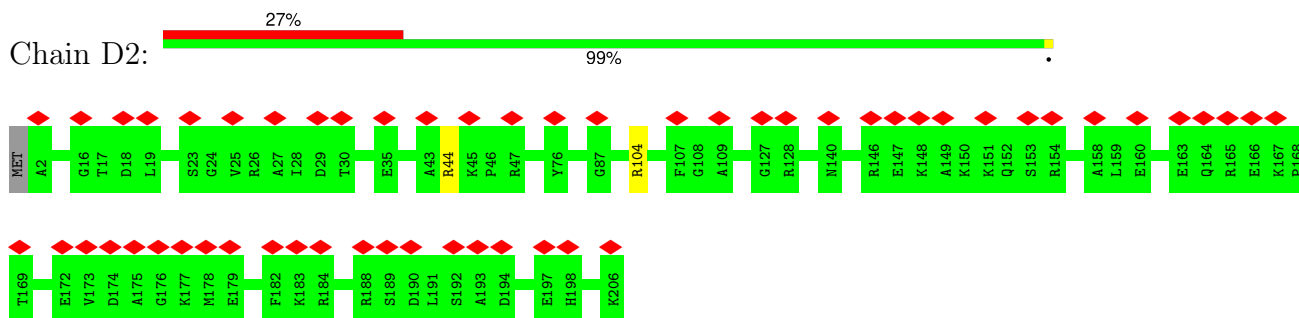 27%
Chain D2:
99%
.
MET A2 G16 T17 D18 L19 S23 G24 V25 R26 A27 I28 D29 T30 E35 A43 R44 K45 P46 R47 Y76 G87 R104 F107 G108 A109 G127 R128 N140 R146 E147 K148 A149 K150 K151 Q152 S153 R154 A158 L159 E160 E163 Q164 R165 E166 K167 P168
T169 E172 V173 D174 A175 G176 K177 M178 E179 F182 K183 R184 R188 S189 D190 L191 S192 A193 D194 E197 H198 K206